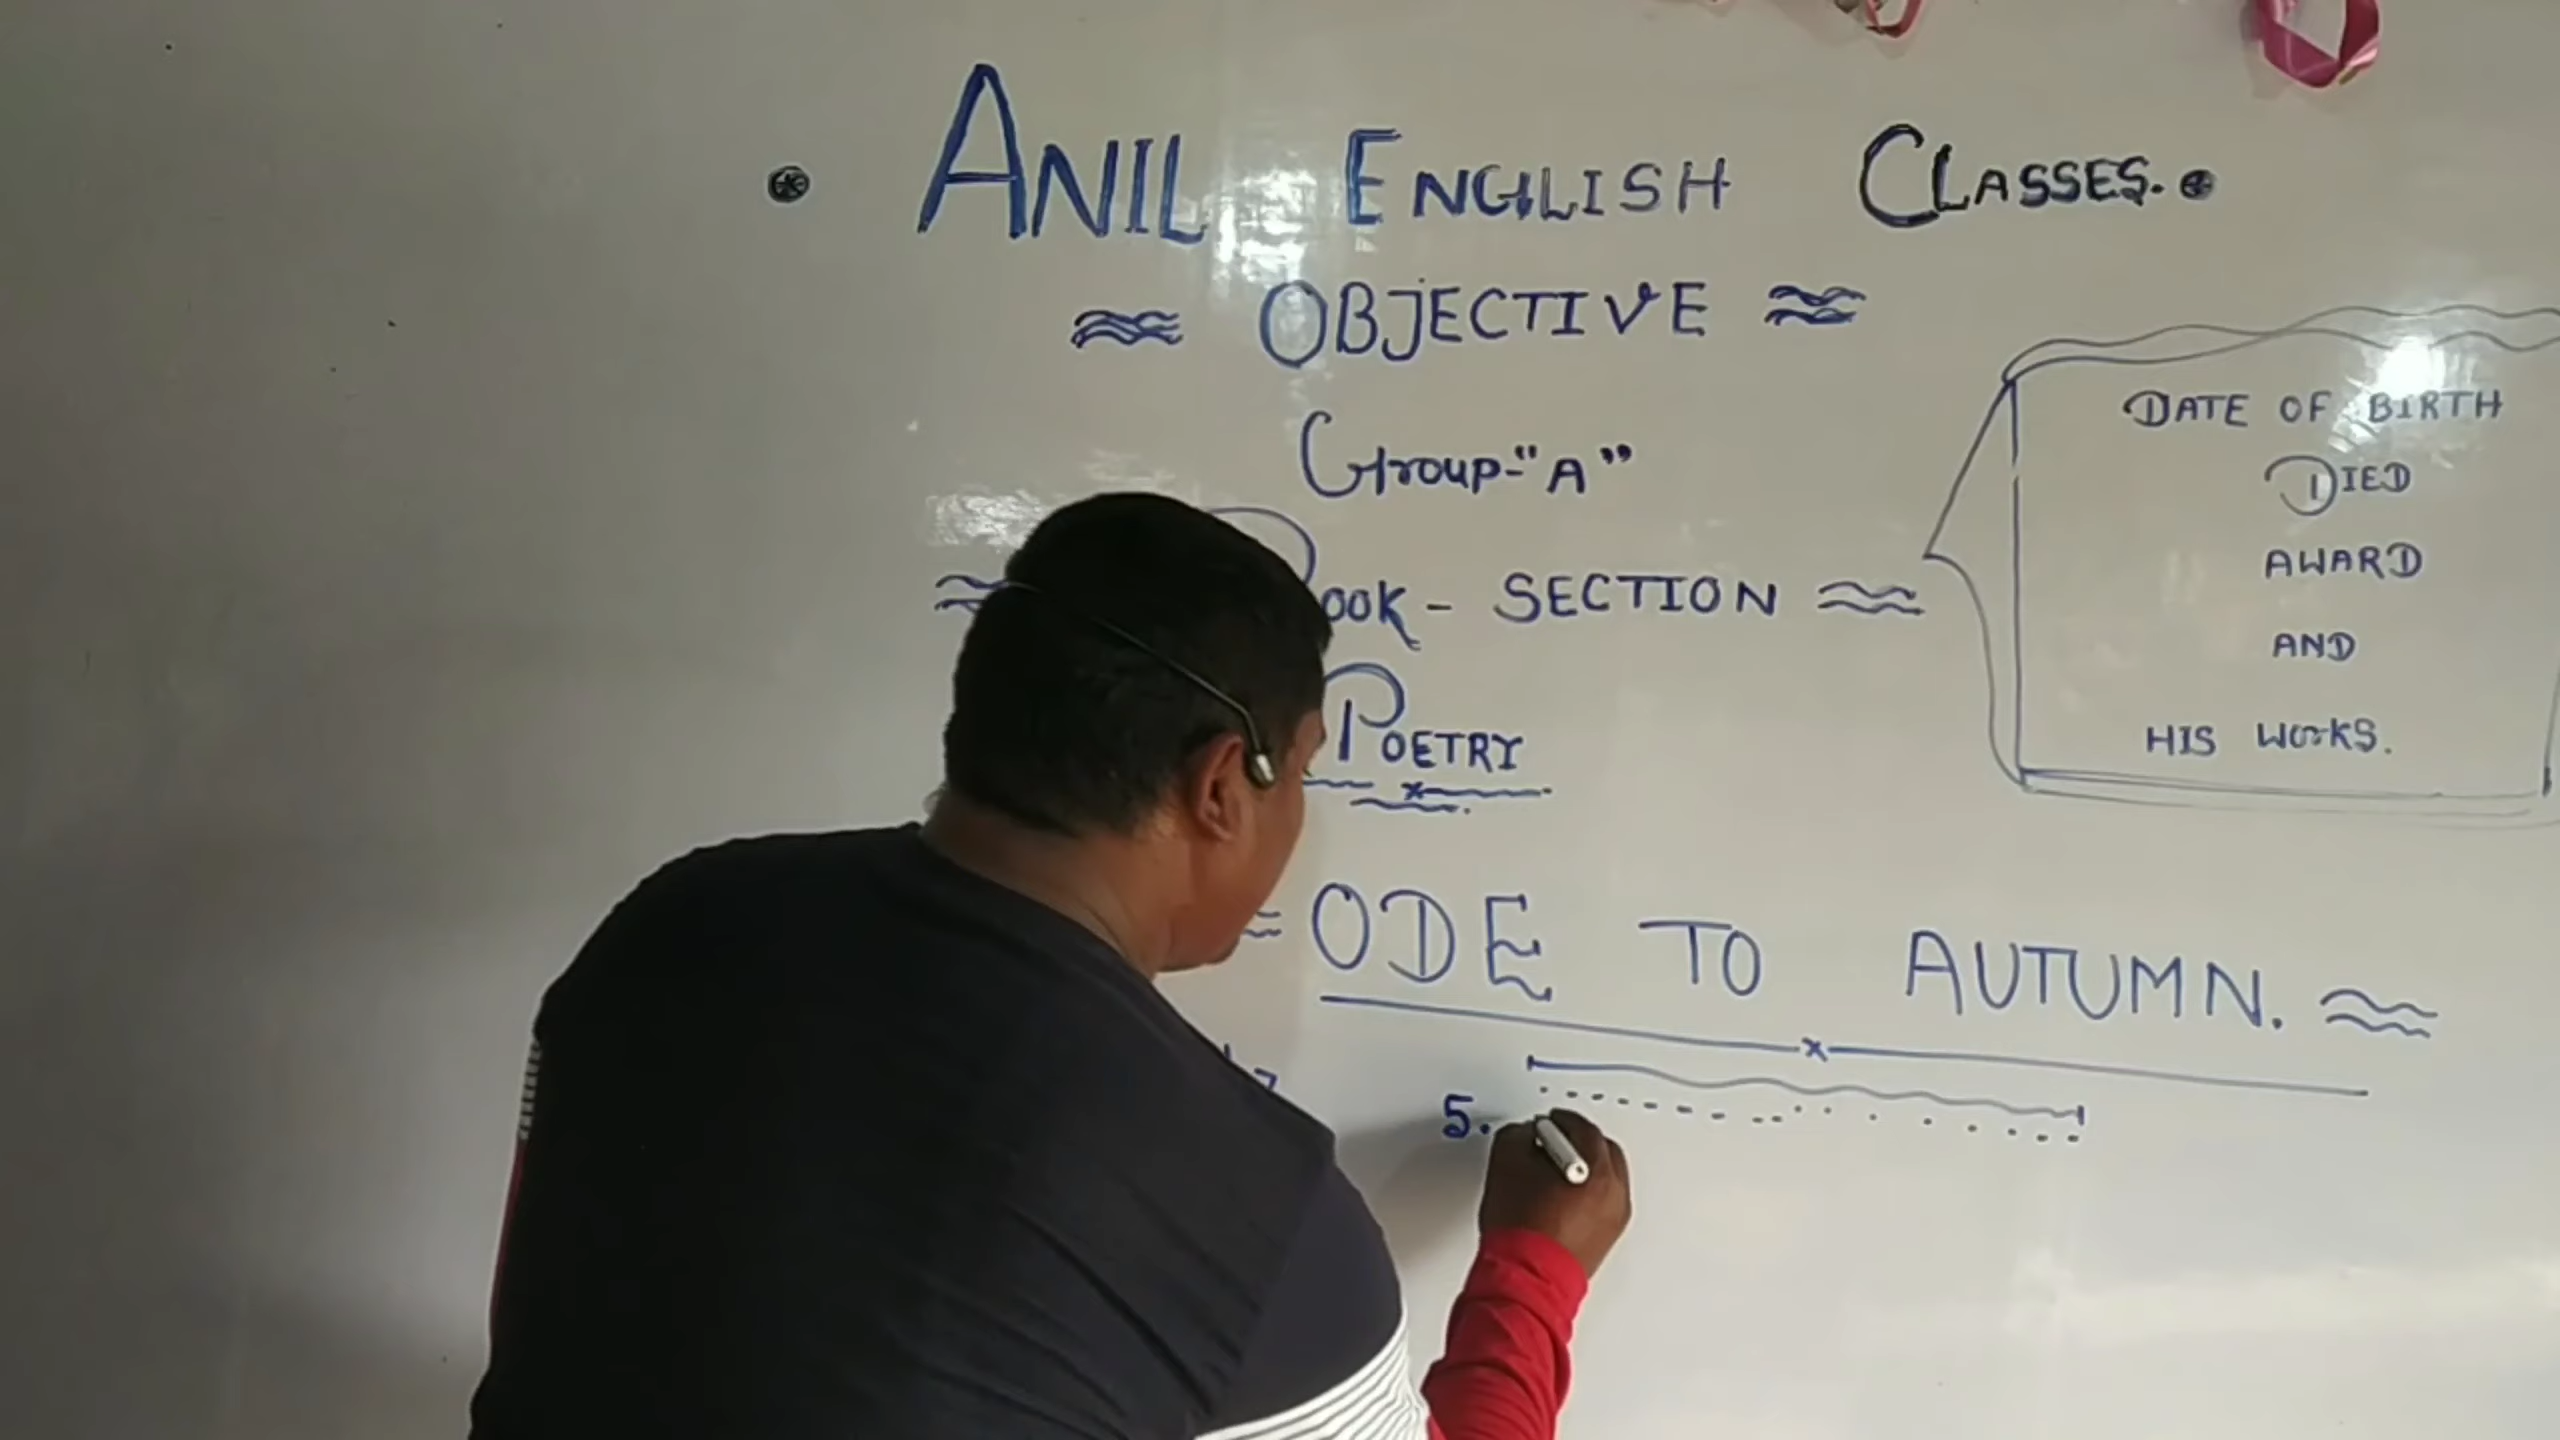 ANIL ENGLISH CLASSES.
OBJECTIVE
Group-"A"
OOK - SECTION
POETRY
DATE OF BIRTH
DIED
AWARD
AND
HIS WORKS.
ODE TO AUTUMN.
5.